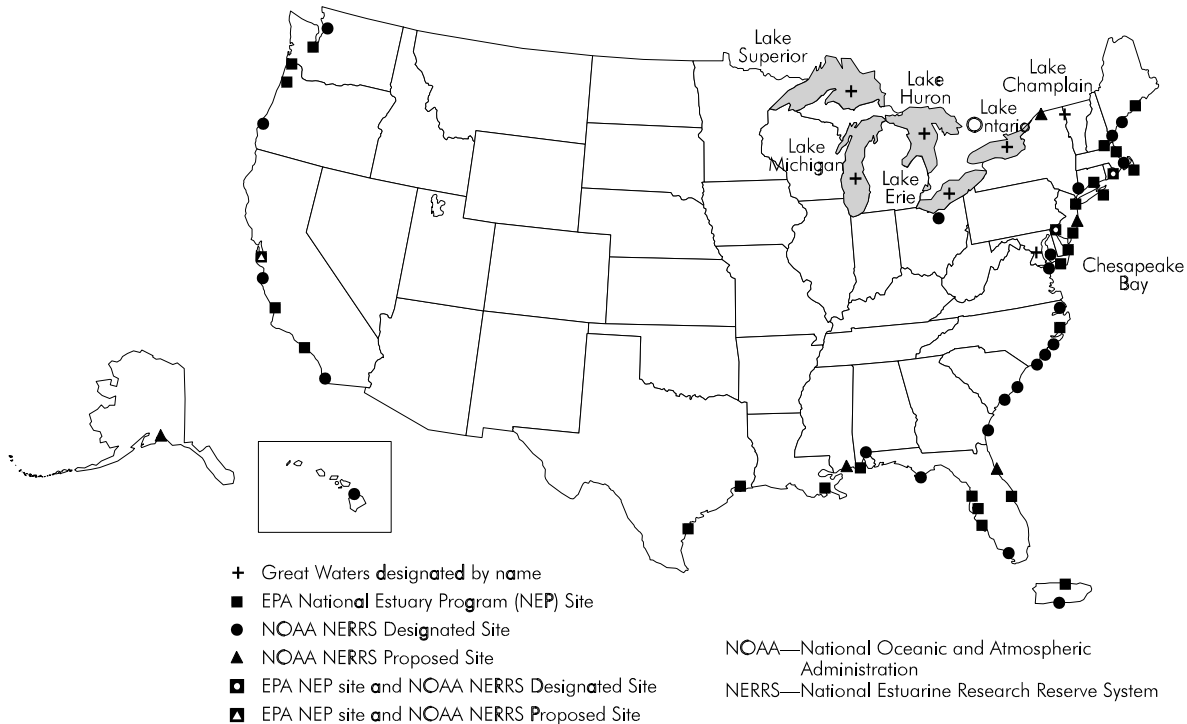 Lake
Superior
Lake
Huron
Lake
Champlain
Lake
Ontario
Lake
Michigan
Lake
Erie
Chesapeake
Bay
+ Great Waters designated by name
■ EPA National Estuary Program (NEP) Site
● NOAA NERRS Designated Site
▲ NOAA NERRS Proposed Site
EPA NEP site and NOAA NERRS Designated Site
EPA NEP site and NOAA NERRS Proposed Site
NOAA—National Oceanic and Atmospheric
Administration
NERRS—National Estuarine Research Reserve System